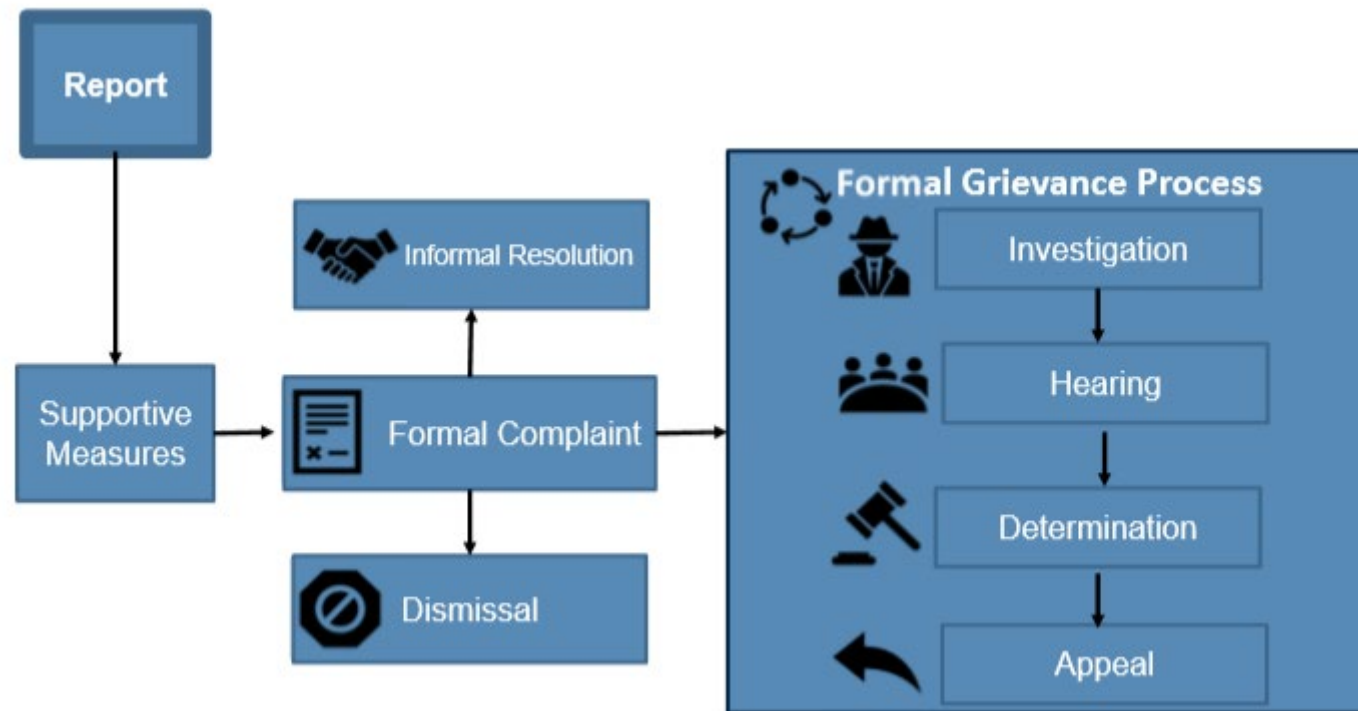 Report
Supportive
Measures
Informal Resolution
Formal Complaint
Dismissal
Formal Grievance Process
Investigation
Hearing
Determination
Appeal